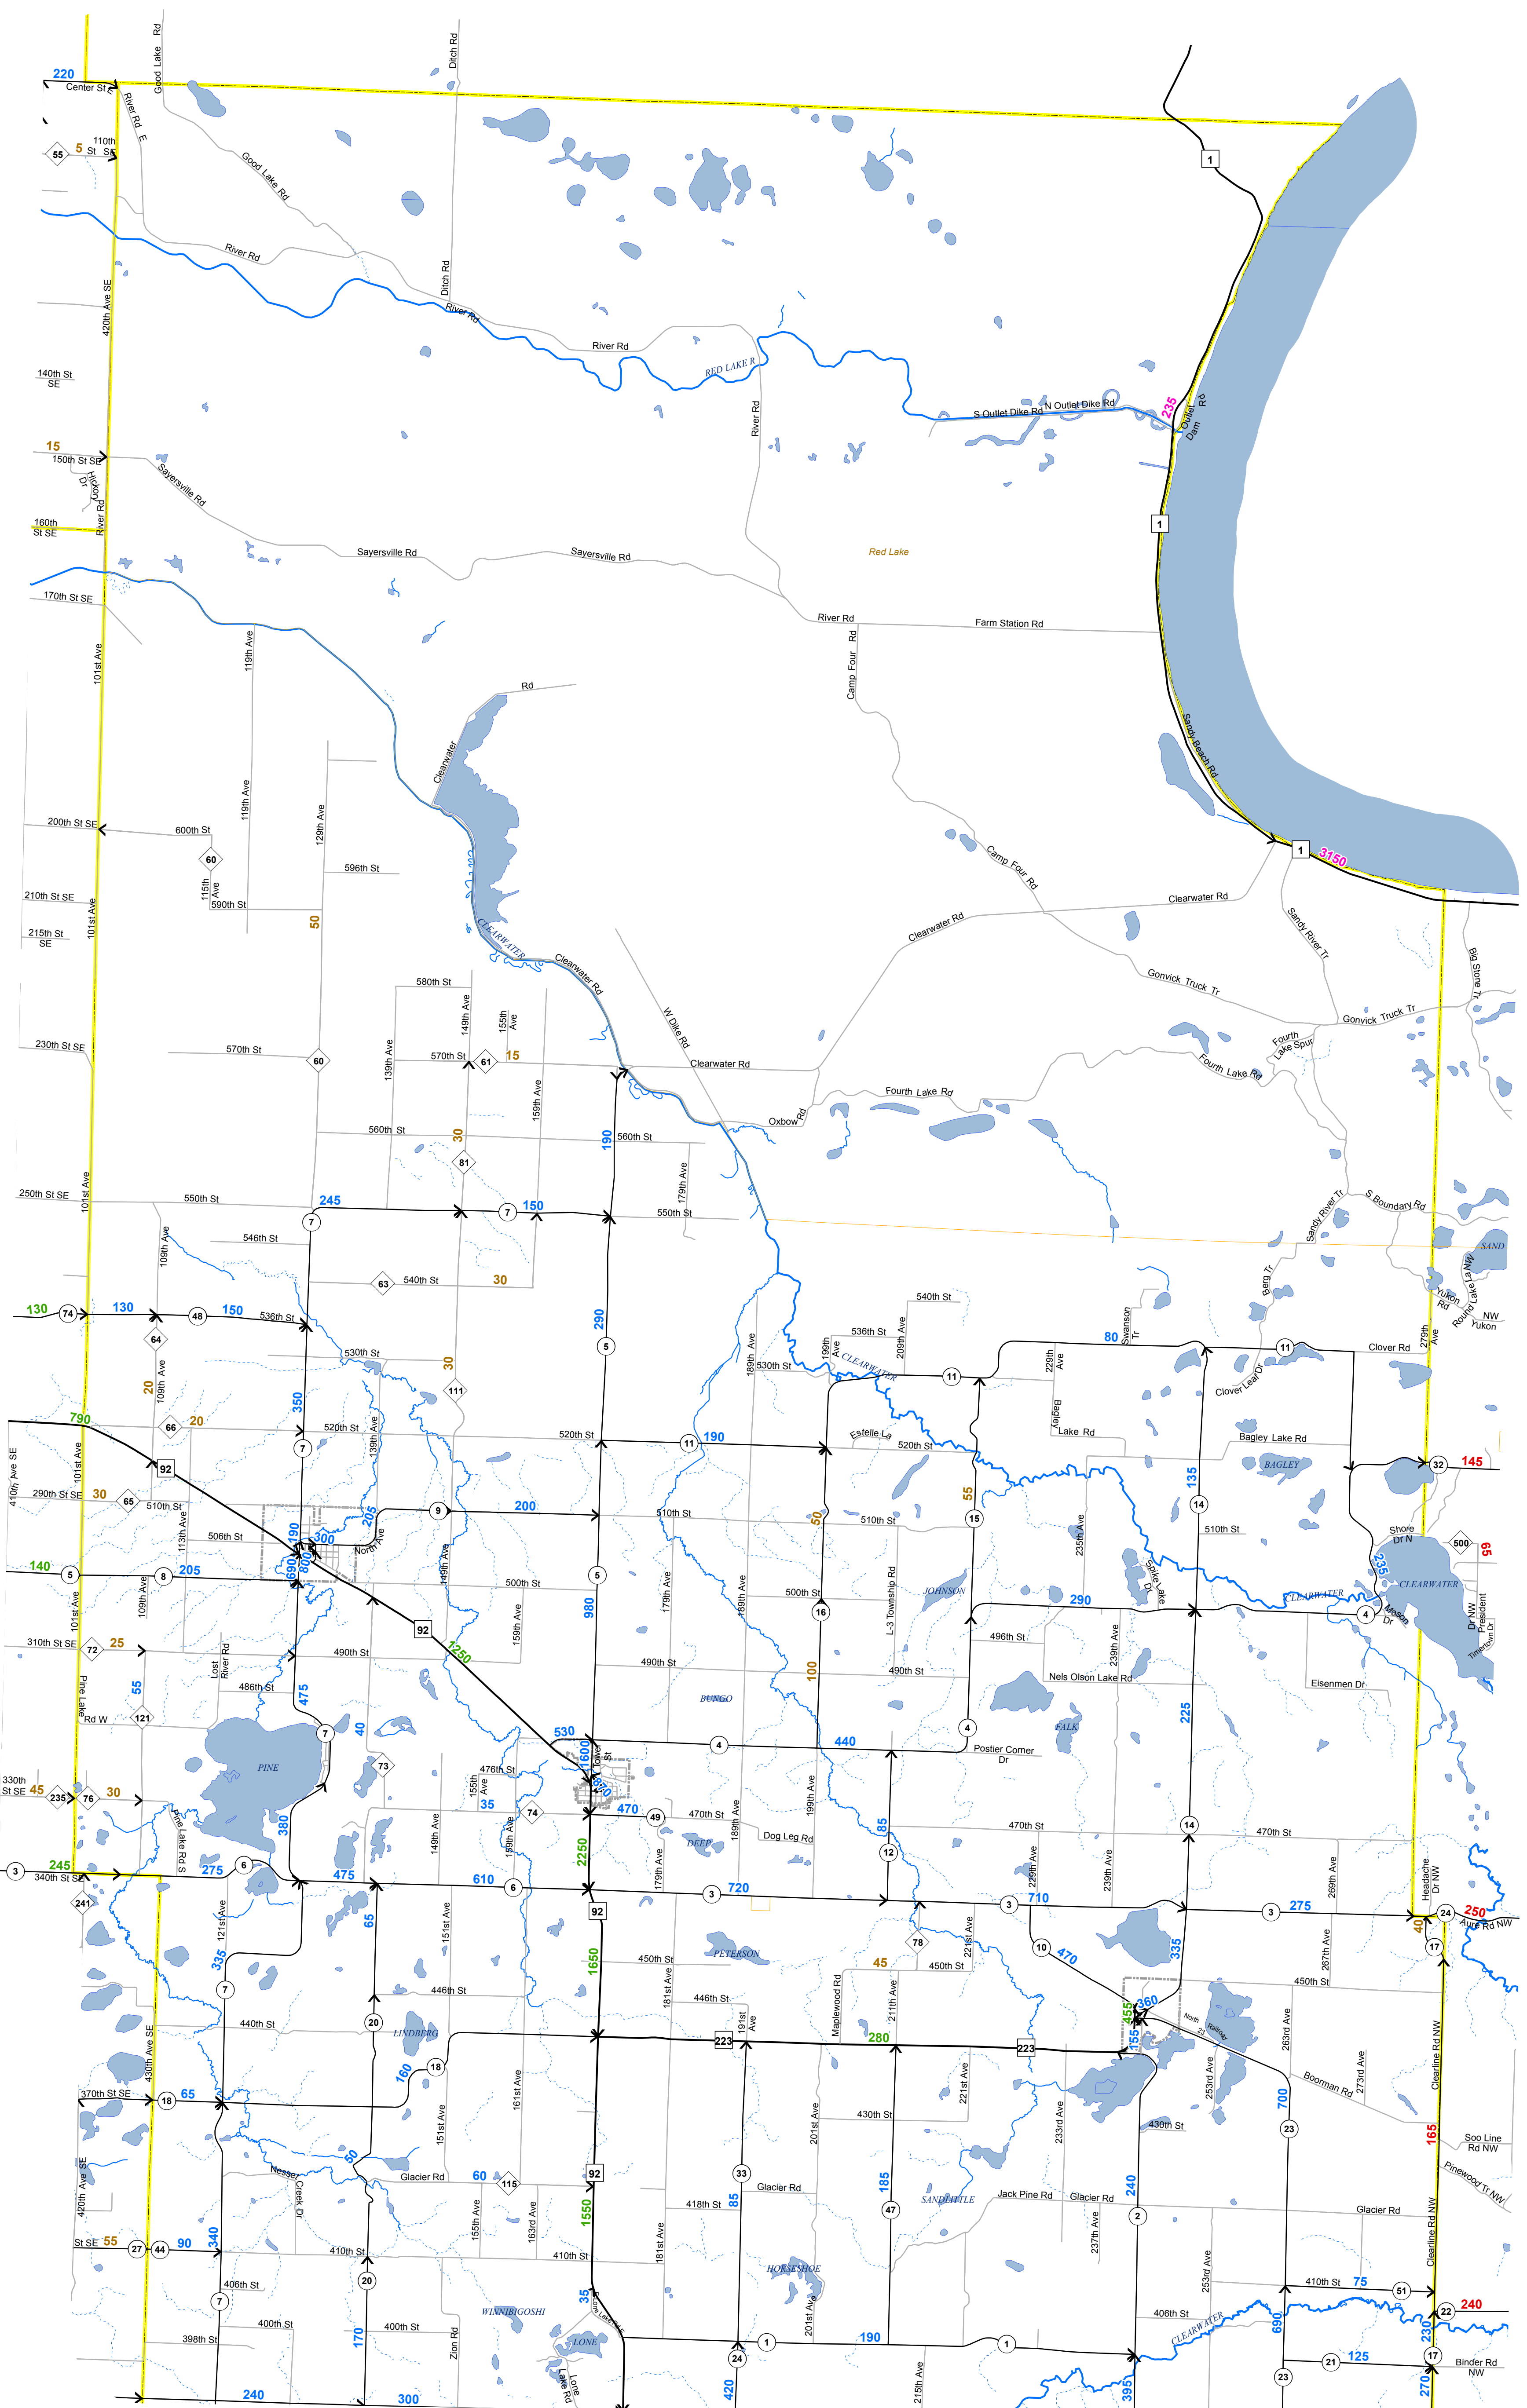 220
Center St E
Good Lake Rd
Ditch Rd
River Rd E
110th
St SE
55
5
Good Lake Rd
1
River Rd
Ditch Rd
420th Ave SE
River Rd
River Rd
RED LAKE R
140th St
SE
River Rd
S Outlet Dike Rd
N Outlet Dike Rd
235
Outlet
Dam Rd
15
150th St SE
Hickory
Dr
Sayersville Rd
River Rd
160th
St SE
Sayersville Rd
Sayersville Rd
Red Lake
1
170th St SE
River Rd
Farm Station Rd
101st Ave
119th Ave
Camp Four Rd
Rd
Clearwater
Sandy Beach Rd
119th Ave
129th Ave
200th St SE
600th St
60
115th
Ave
596th St
590th St
1
3150
Camp Four Rd
210th St SE
101st Ave
50
215th St
SE
CLEARWATER
Clearwater Rd
Clearwater Rd
Clearwater Rd
Sandy River Tr
Big Stone Tr
580th St
149th Ave
155th
Ave
W Dike Rd
Gonvick Truck Tr
Gonvick Truck Tr
230th St SE
570th St
60
139th Ave
570th St
61
15
Clearwater Rd
Fourth
Lake Spur
Fourth Lake Rd
159th Ave
Fourth Lake Rd
Oxbow Rd
560th St
30
81
190
560th St
179th Ave
250th St SE
101st Ave
550th St
245
7
7
150
550th St
Sandy River Tr
S Boundary Rd
SAND
109th Ave
546th St
63
540th St
30
Berg Tr
Round Lake La NW
Yukon
Rd
NW
Yukon
130
74
130
48
150
536th St
64
290
5
189th Ave
540th St
536th St
199th
Ave
209th Ave
530th St
CLEARWATER
Swanson
Tr
80
11
Clover Rd
279th
Ave
229th
Ave
530th St
30
111
20
109th Ave
350
11
Clover Leaf Dr
790
66
20
520th St
7
139th Ave
520th St
11
190
Estelle La
520th St
Bagley
Lake Rd
Bagley Lake Rd
BAGLEY
32
145
410th Ave SE
101st Ave
92
290th St SE
30
65
510th St
113th Ave
506th St
9
205
200
300
North Ave
190
800
690
510th St
50
510th St
55
15
135
14
510th St
235th Ave
Shore
Dr N
500
65
140
5
8
205
101st Ave
109th Ave
149th Ave
500th St
5
980
179th Ave
189th Ave
500th St
16
L-3 Township Rd
JOHNSON
290
Spike Lake
Dr
CLEARWATER
235
CLEARWATER
4
Mason
Dr
President
Dr NW
Timertown Dr
310th St SE
72
25
Lost
River Rd
490th St
92
1250
159th Ave
490th St
100
490th St
496th St
239th Ave
Nels Olson Lake Rd
Eisenmen Dr
Pine Lake
Rd W
55
121
486th St
475
7
40
BUNGO
4
FALK
225
530
1600
Tower
St
4
440
Postier Corner
Dr
PINE
73
476th St
155th
Ave
870
330th
St SE
45
235
76
30
Pine Lake Rd S
380
35
74
149th Ave
159th Ave
470
49
470th St
189th Ave
199th Ave
Dog Leg Rd
DEEP
85
12
470th St
14
470th St
2250
179th Ave
229th Ave
239th Ave
269th Ave
Headache
Dr NW
3
245
340th St SE
241
275
6
475
610
6
3
720
3
710
3
275
24
250
Aure Rd NW
40
17
121st Ave
65
151st Ave
92
78
221st Ave
10
470
335
267th Ave
335
7
1650
450th St
PETERSON
181st Ave
45
450th St
450th St
Maplewood Rd
211th Ave
455
360
155
North
23
Railway
263rd Ave
446th St
446th St
191st
Ave
20
LINDBERG
440th St
430th Ave SE
18
160
223
280
223
Clearline Rd NW
370th St SE
18
65
161st Ave
221st Ave
253rd Ave
Boorman Rd
273rd Ave
700
23
151st Ave
201st Ave
430th St
233rd Ave
430th St
165
Soo Line
Rd NW
50
Pinewood Tr NW
420th Ave SE
Nesset
Creek Dr
Glacier Rd
60
115
92
33
85
Glacier Rd
185
47
SANDLITTLE
Jack Pine Rd
Glacier Rd
240
2
Glacier Rd
Clearline Rd NW
340
155th Ave
163rd Ave
1550
418th St
181st Ave
237th Ave
253rd Ave
St SE
55
27
44
90
410th St
410th St
20
HORSESHOE
201st Ave
410th St
75
51
406th St
7
35
Lone Lake Rd E
406th St
CLEARWATER
22
240
WINNIBIGOSHI
400th St
170
400th St
Zion Rd
LONE
Lake Rd
Lone
398th St
1
190
1
690
230
24
420
215th Ave
395
23
21
125
17
Binder Rd
NW
270
240
300